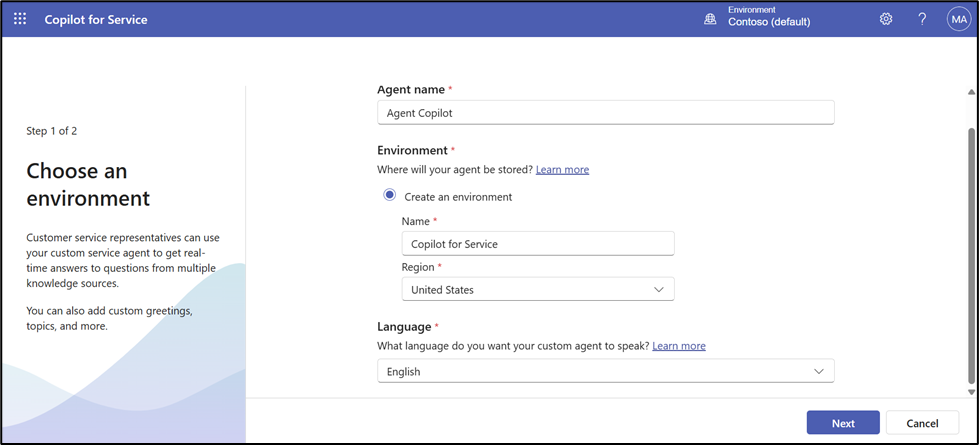 Copilot for Service
Environment
Contoso (default)
?
MA
Step 1 of 2
Choose an
environment
Customer service representatives can use
your custom service agent to get real-
time answers to questions from multiple
knowledge sources.
You can also add custom greetings,
topics, and more.
Agent name *
Agent Copilot
Environment *
Where will your agent be stored? Learn more
Create an environment
Name *
Copilot for Service
Region *
United States
Language *
What language do you want your custom agent to speak? Learn more
English
Next
Cancel